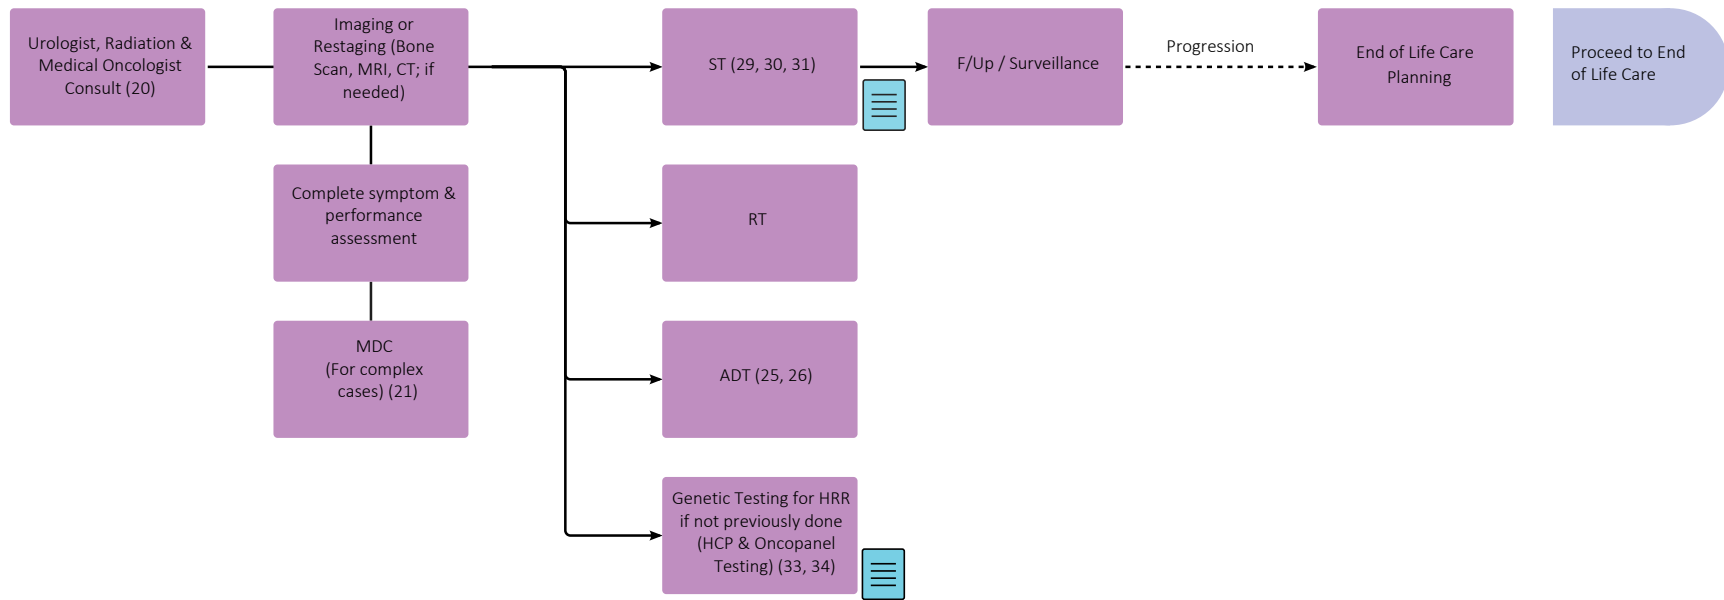 Urologist, Radiation &
Medical Oncologist
Consult (20)
Imaging or
Restaging (Bone
Scan, MRI, CT; if
needed)
ST (29, 30, 31)
F/Up / Surveillance
Progression
End of Life Care
Planning
Proceed to End
of Life Care
Complete symptom &
performance
assessment
RT
MDC
(For complex
cases) (21)
ADT (25, 26)
Genetic Testing for HRR
if not previously done
(HCP & Oncopanel
Testing) (33, 34)